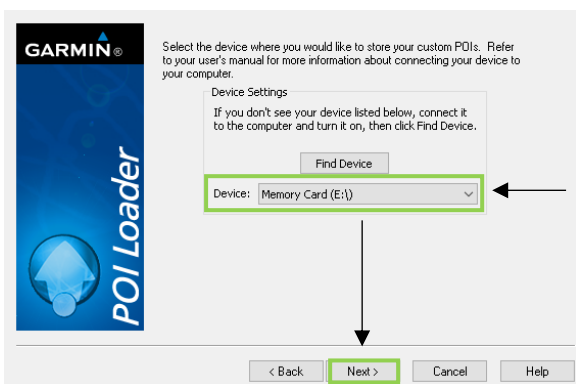 GARMIN®
POI Loader
Select the device where you would like to store your custom POIs. Refer
to your user's manual for more information about connecting your device to
your computer.
Device Settings
If you don't see your device listed below, connect it
to the computer and turn it on, then click Find Device.
Find Device
Device: Memory Card (E:\)
< Back Next > Cancel Help